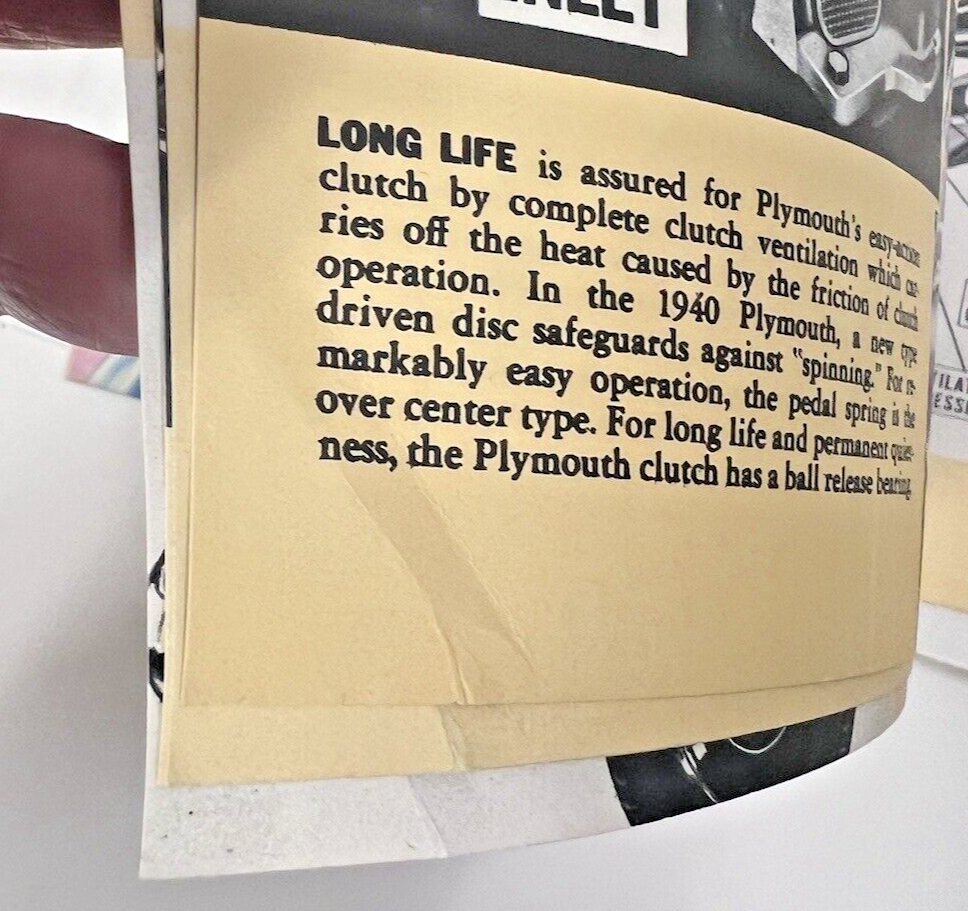 LONG LIFE is assured for Plymouth's easy-action
clutch by complete clutch ventilation which car-
ries off the heat caused by the friction of clutch
operation. In the 1940 Plymouth, a new type
driven disc safeguards against "spinning." For re-
markably easy operation, the pedal spring is the
over center type. For long life and permanent quiet-
ness, the Plymouth clutch has a ball release bearing.